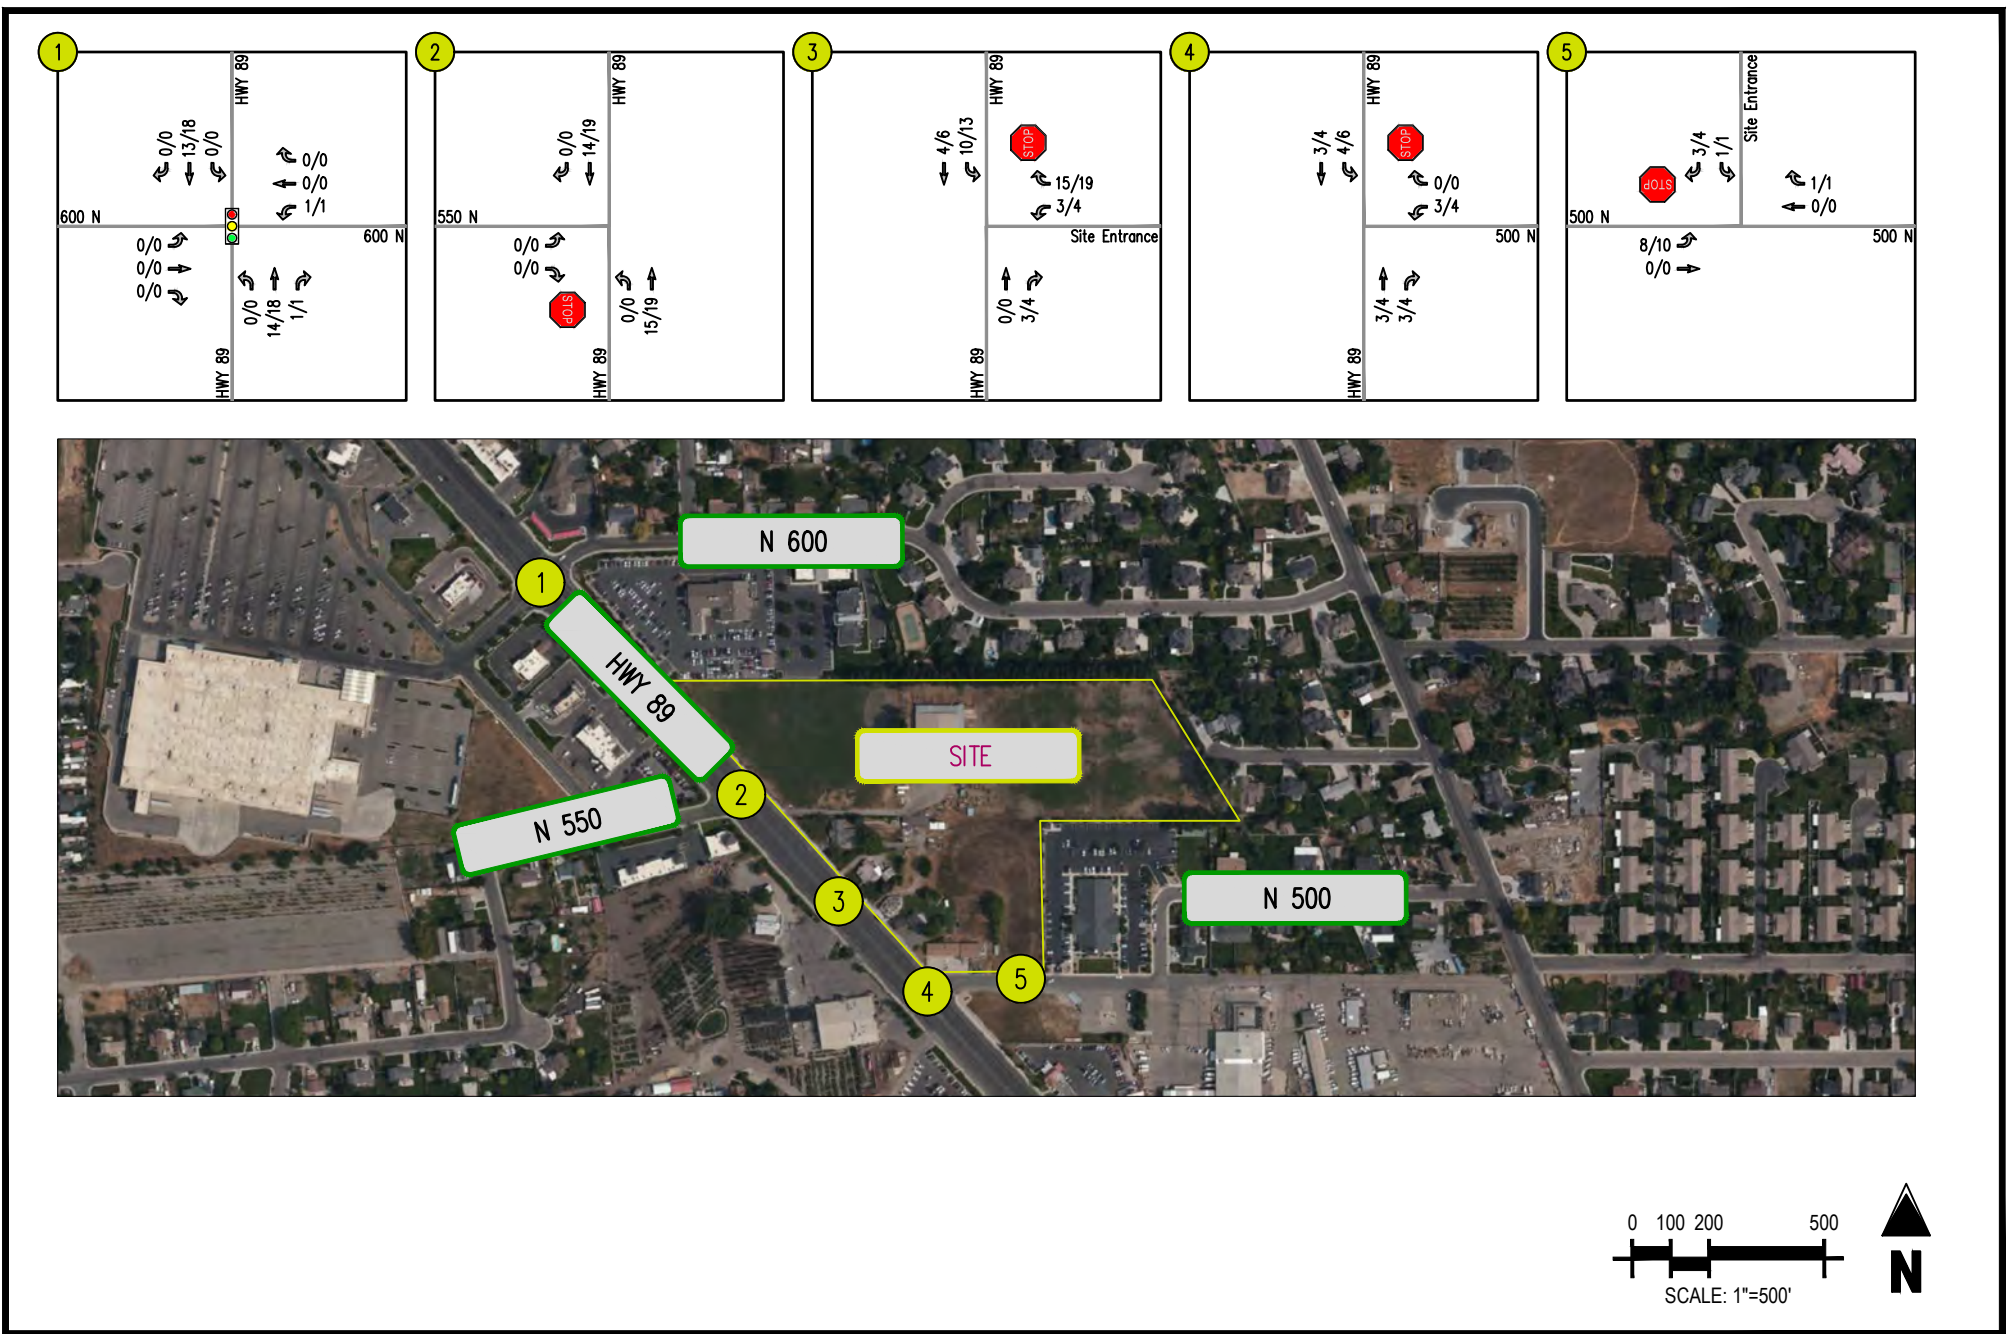 1
HWY 89
0/0
13/18
0/0
0/0
0/0
1/1
600 N
600 N
0/0
0/0
0/0
0/0
14/18
1/1
HWY 89
2
HWY 89
0/0
14/19
550 N
0/0
0/0
STOP
0/0
15/19
HWY 89
3
HWY 89
4/6
10/13
STOP
15/19
3/4
Site Entrance
0/0
3/4
HWY 89
4
HWY 89
3/4
4/6
STOP
0/0
3/4
500 N
3/4
3/4
HWY 89
5
Site Entrance
3/4
1/1
STOP
1/1
0/0
500 N
500 N
8/10
0/0
N 600
1
HWY 89
SITE
2
N 550
3
N 500
4
5
0 100 200 500
SCALE: 1"=500'
N